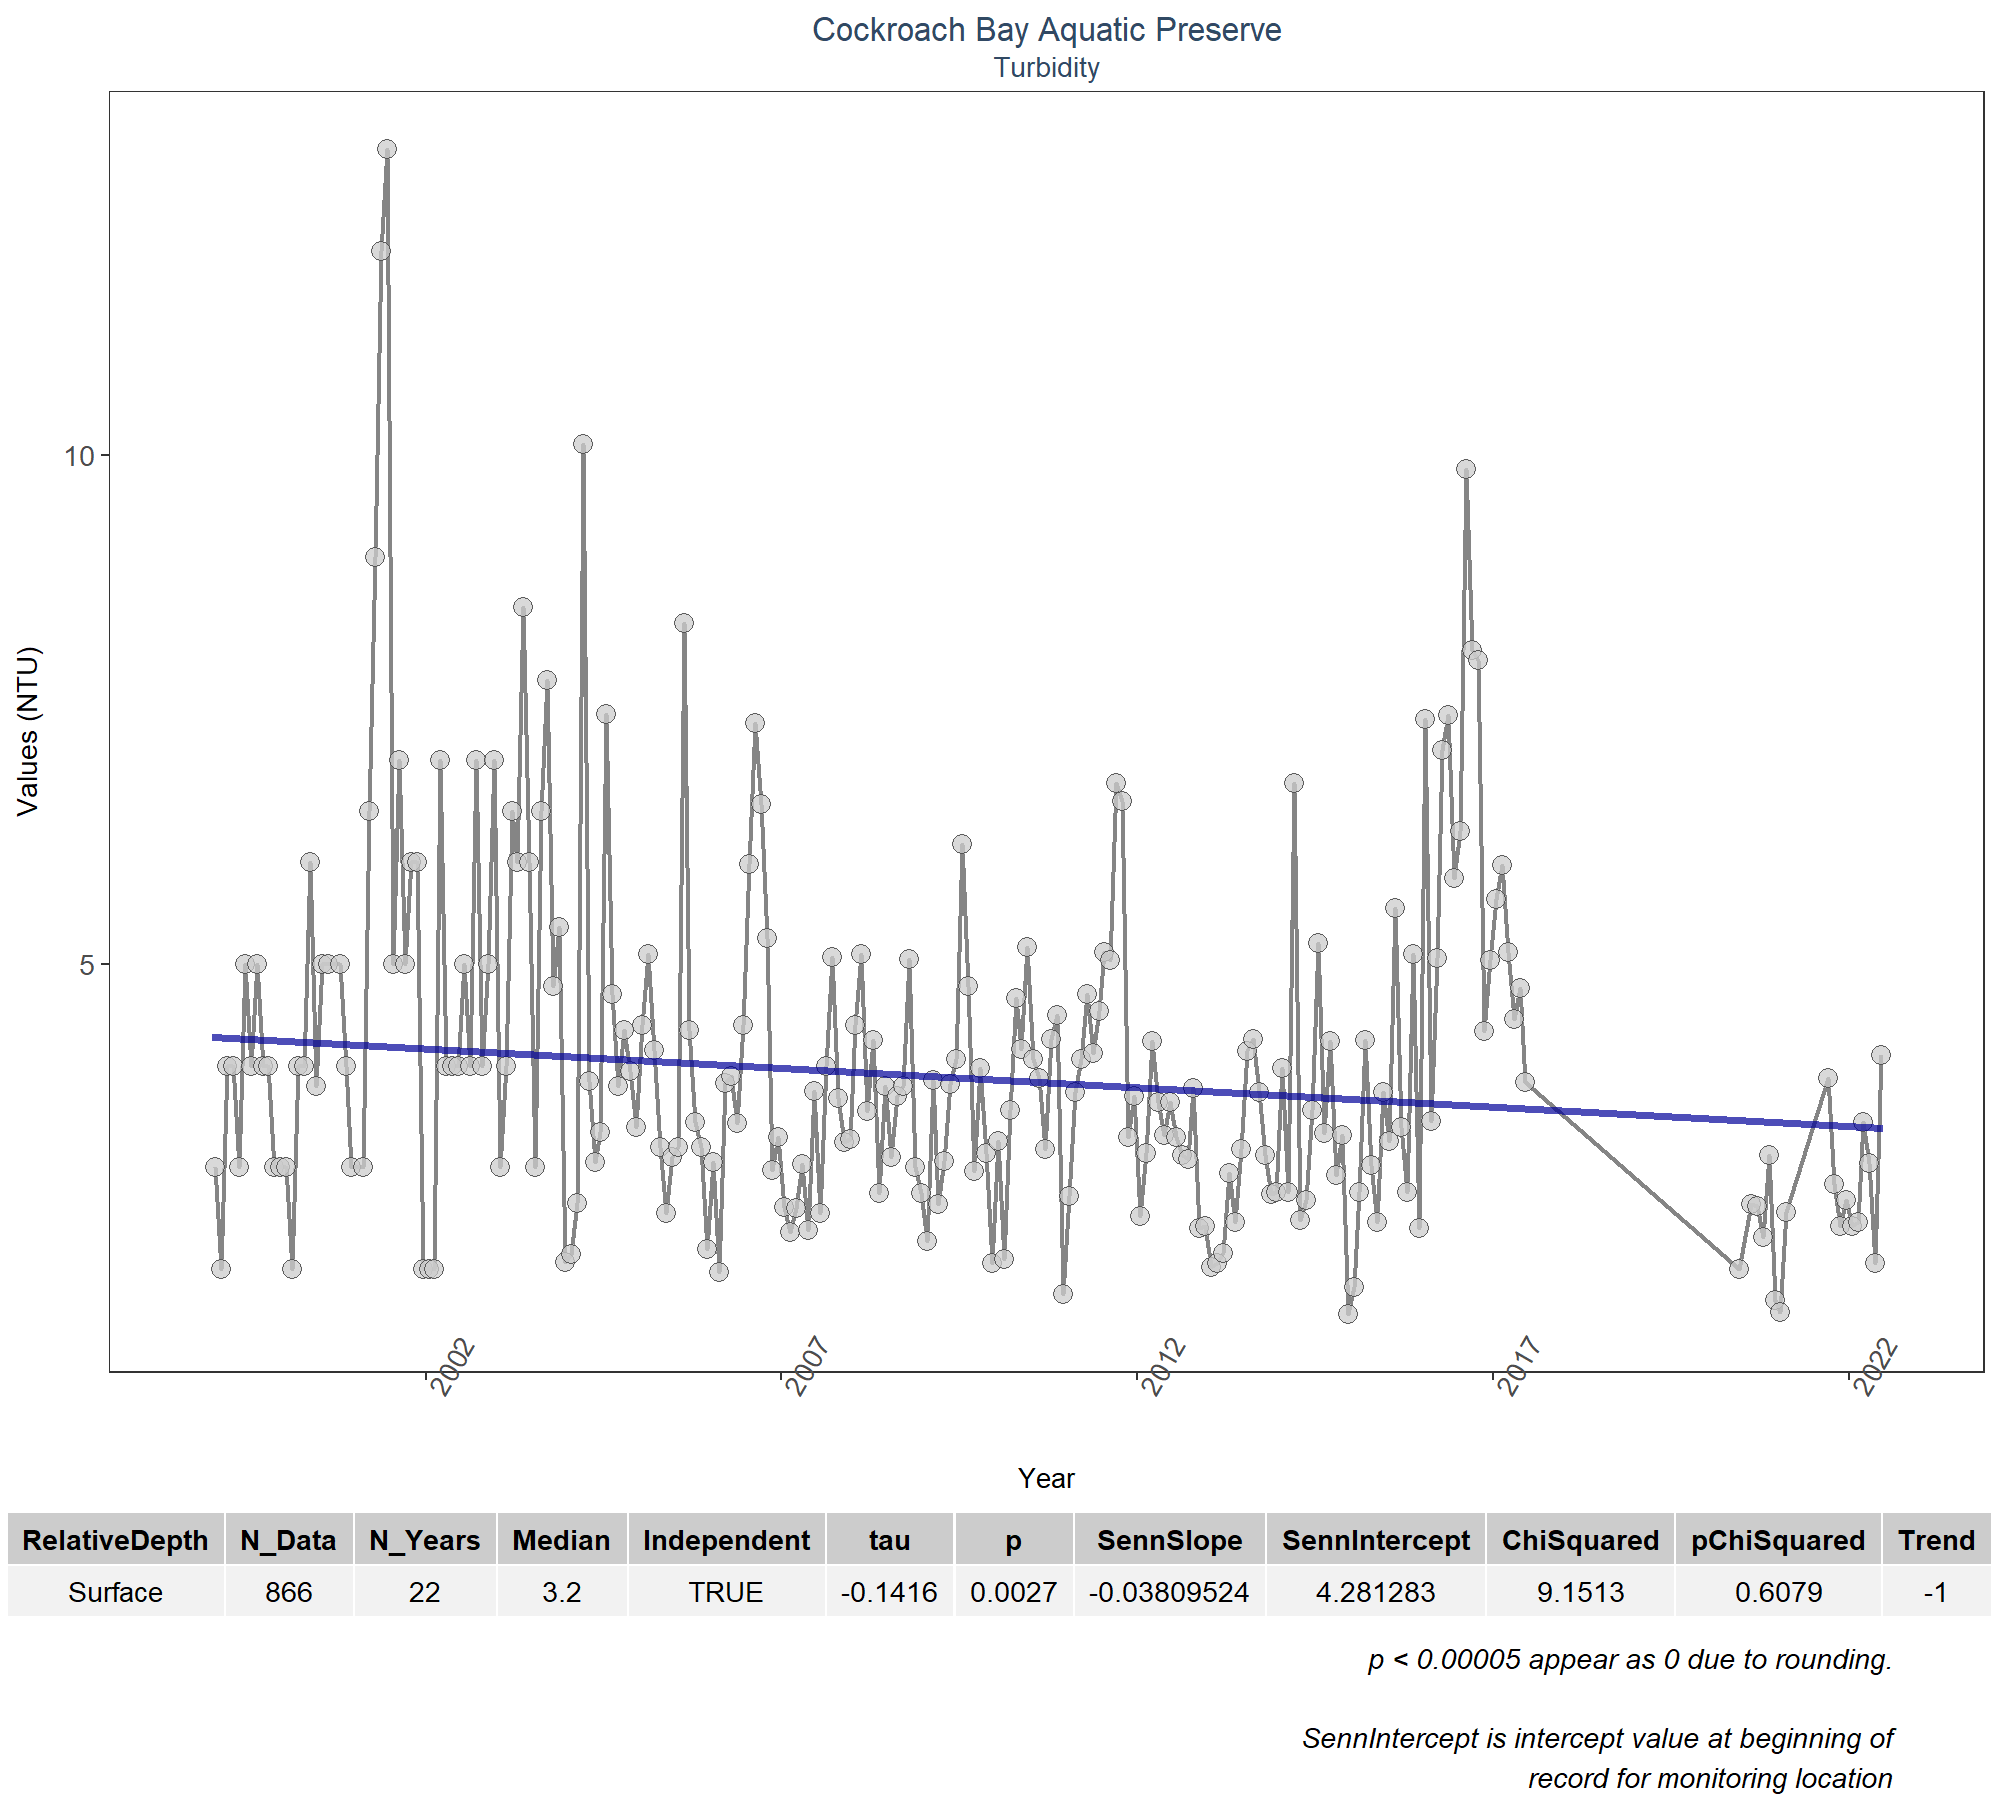 Cockroach Bay Aquatic Preserve
Turbidity
Values (NTU)
10
5
2002 2007 2012 2017 2022
Year
RelativeDepth N_Data N_Years Median Independent tau p SennSlope SennIntercept ChiSquared pChiSquared Trend
Surface 866 22 3.2 TRUE -0.1416 0.0027 -0.03809524 4.281283 9.1513 0.6079 -1
p < 0.00005 appear as 0 due to rounding.
SennIntercept is intercept value at beginning of
record for monitoring location